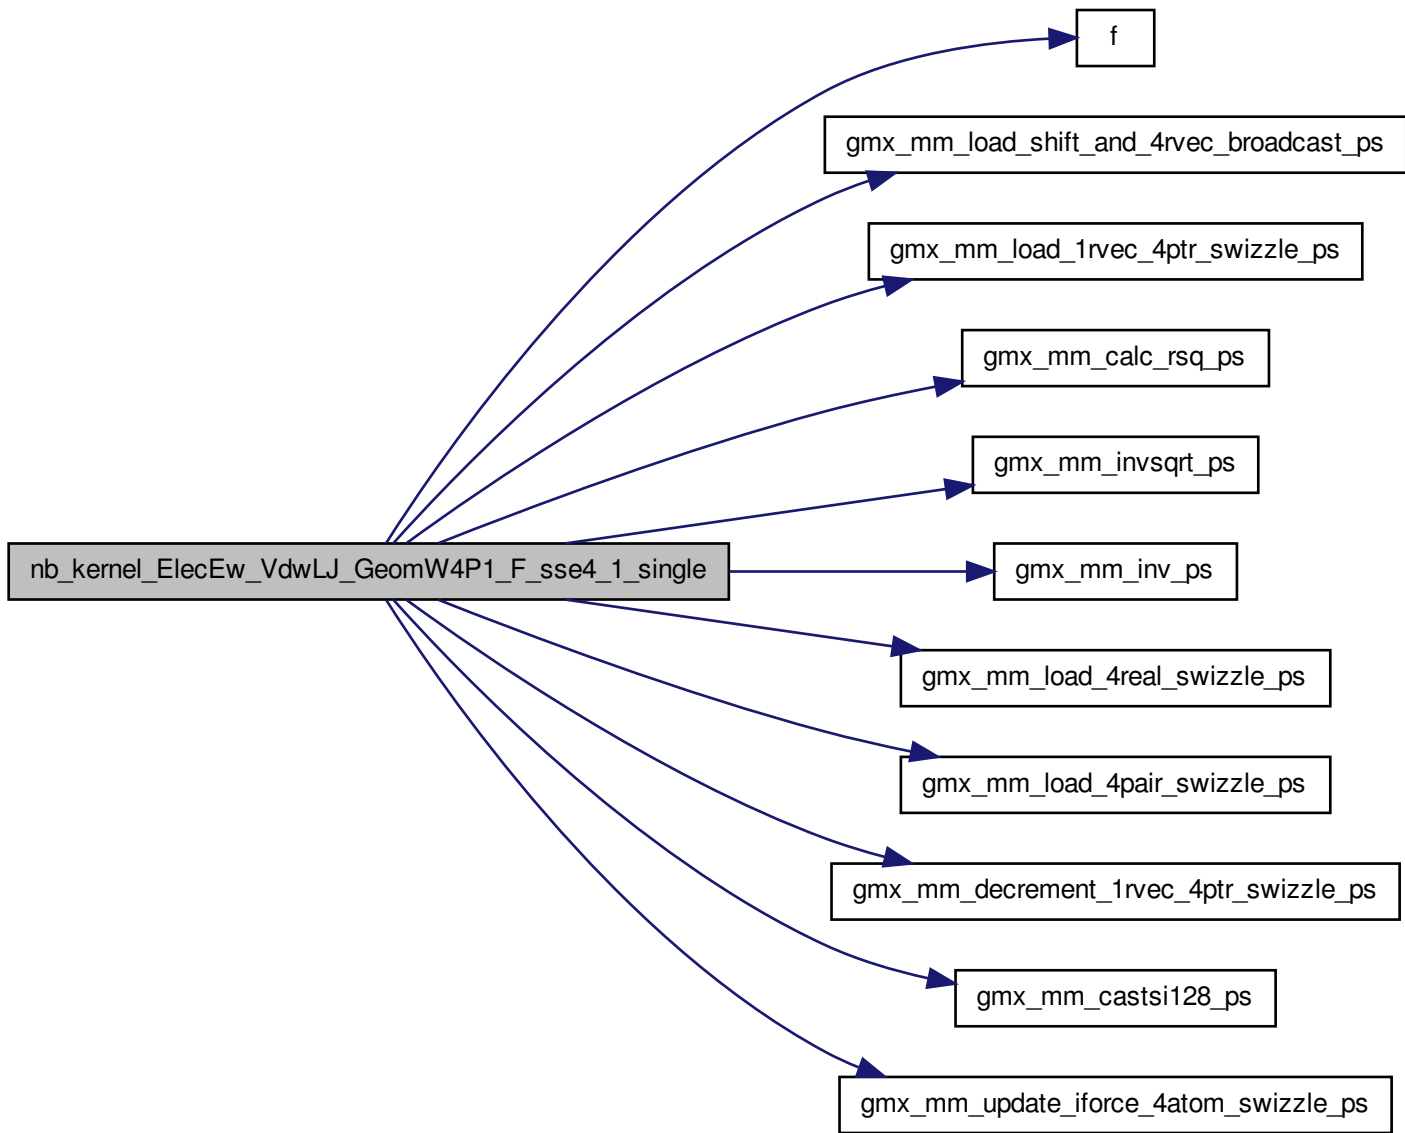 f
gmx_mm_load_shift_and_4rvec_broadcast_ps
gmx_mm_load_1rvec_4ptr_swizzle_ps
gmx_mm_calc_rsq_ps
gmx_mm_invsqrt_ps
nb_kernel_ElecEw_VdwLJ_GeomW4P1_F_sse4_1_single
gmx_mm_inv_ps
gmx_mm_load_4real_swizzle_ps
gmx_mm_load_4pair_swizzle_ps
gmx_mm_decrement_1rvec_4ptr_swizzle_ps
gmx_mm_castsi128_ps
gmx_mm_update_iforce_4atom_swizzle_ps